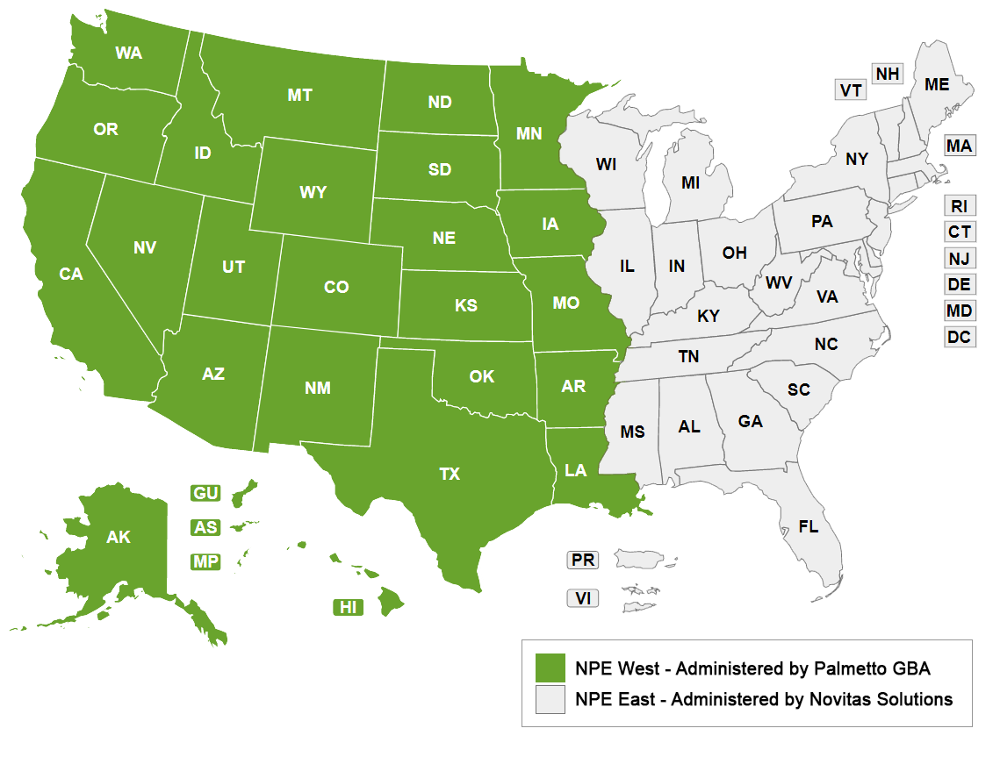 WA
MT
ND
MN
OR
ID
SD
WY
WI
MI
VT
NH
ME
NY
MA
NV
UT
CA
CO
NE
IA
KS
MO
IL
IN
OH
PA
RI
CT
NJ
DE
MD
DC
WV
VA
KY
NC
TN
SC
AZ
NM
OK
AR
MS
AL
GA
TX
LA
FL
GU
AS
MP
AK
HI
PR
VI
NPE West - Administered by Palmetto GBA
NPE East - Administered by Novitas Solutions